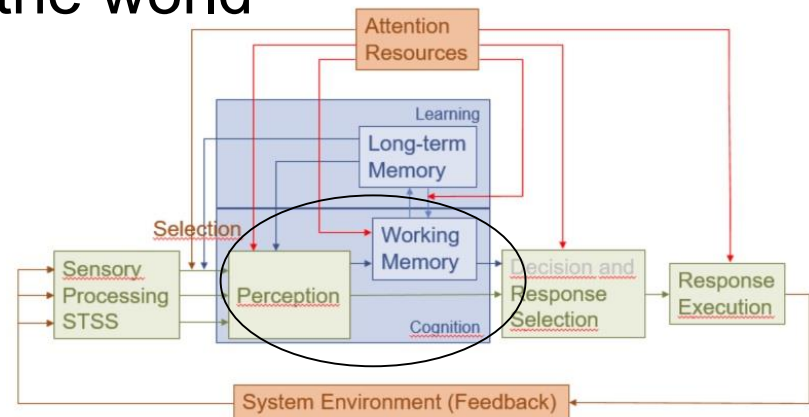 the world
Attention
Resources
Learning
Long-term
Memory
Selection
Working
Memory
Sensory
Processing
STSS
Perception
Decision and
Response
Selection
Response
Execution
Cognition
System Environment (Feedback)